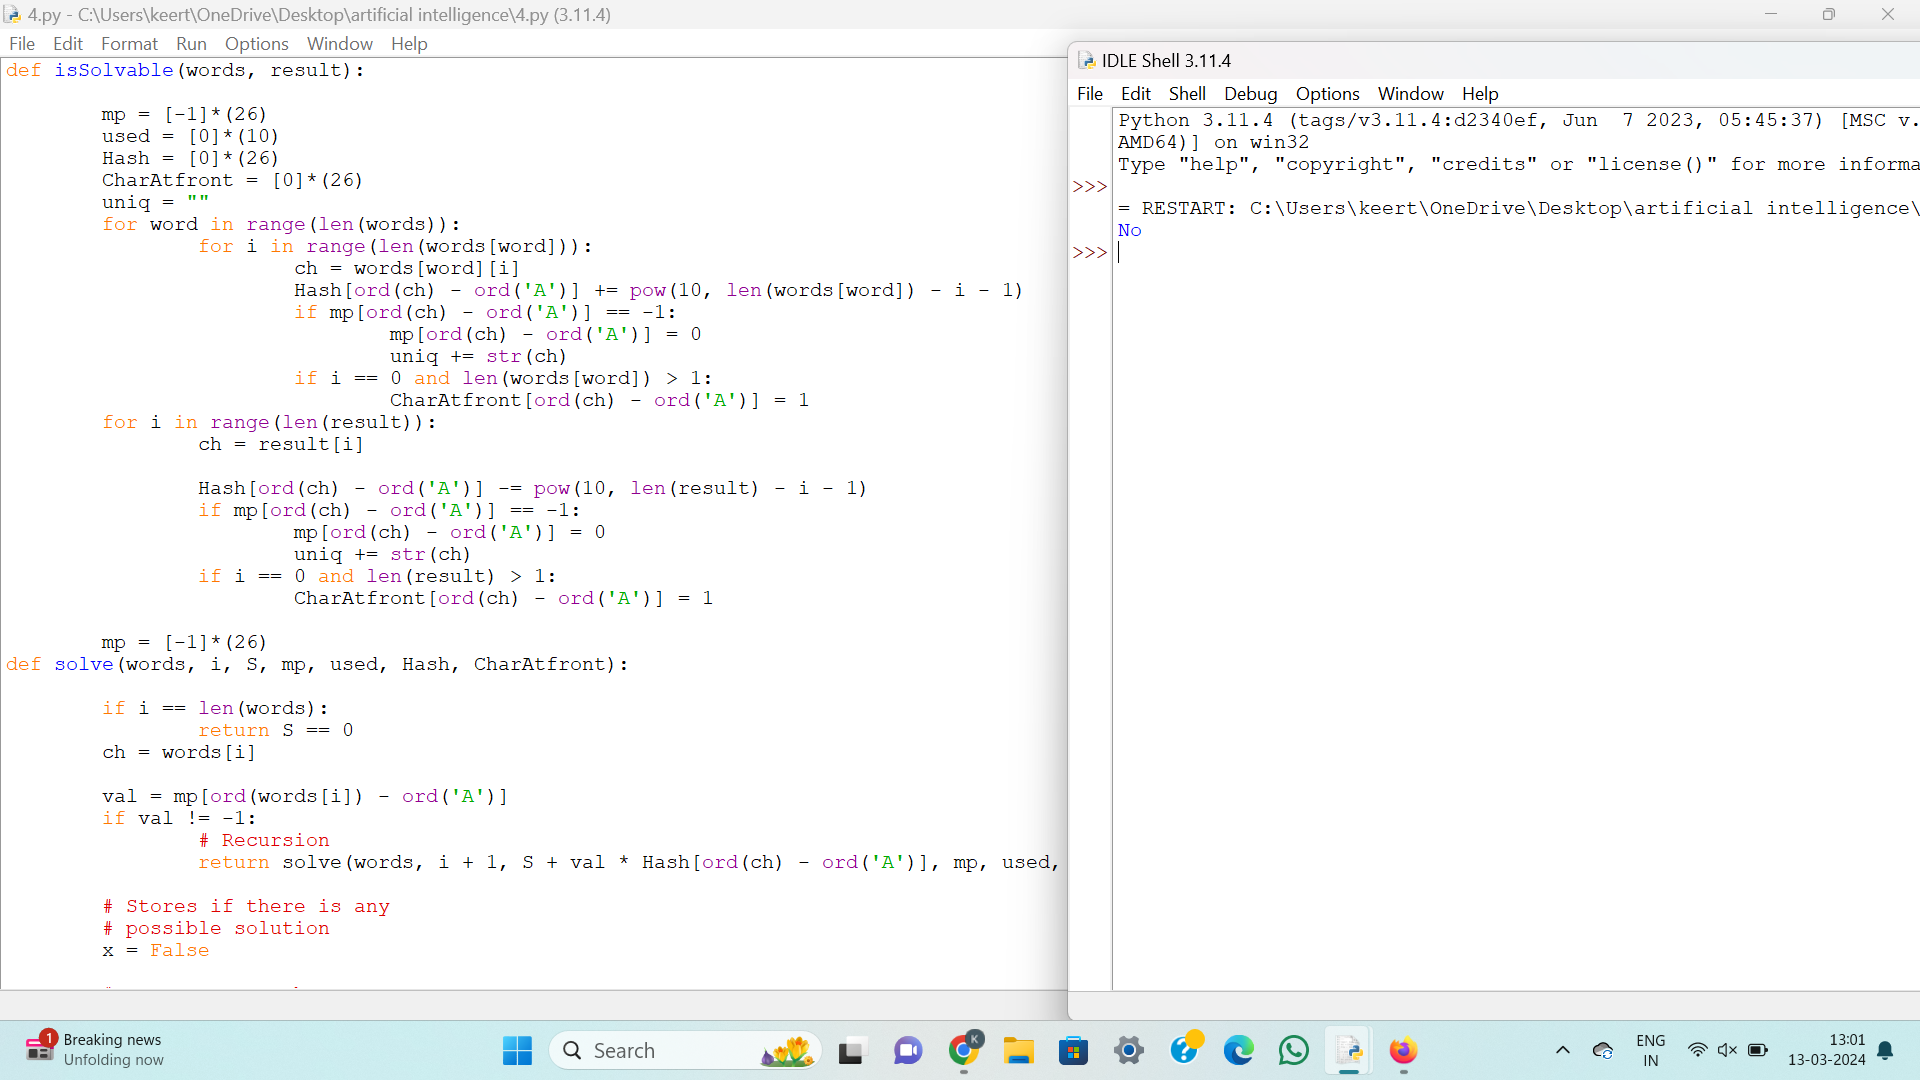 4.py - C:\Users\keert\OneDrive\Desktop\artificial intelligence\4.py (3.11.4)
File Edit Format Run Options Window Help
def isSolvable(words, result):
mp = [-1]*(26)
used = [0]*(10)
Hash = [0]*(26)
CharAtfront = [0]*(26)
uniq = ""
for word in range(len(words)):
for i in range(len(words[word])):
ch = words[word][i]
Hash[ord(ch) - ord('A')] += pow(10, len(words[word]) - i - 1)
if mp[ord(ch) - ord('A')] == -1:
mp[ord(ch) - ord('A')] = 0
uniq += str(ch)
if i == 0 and len(words[word]) > 1:
CharAtfront[ord(ch) - ord('A')] = 1
for i in range(len(result)):
ch = result[i]
Hash[ord(ch) - ord('A')] -= pow(10, len(result) - i - 1)
if mp[ord(ch) - ord('A')] == -1:
mp[ord(ch) - ord('A')] = 0
uniq += str(ch)
if i == 0 and len(result) > 1:
CharAtfront[ord(ch) - ord('A')] = 1
mp = [-1]*(26)
def solve(words, i, S, mp, used, Hash, CharAtfront):
if i == len(words):
return S == 0
ch = words[i]
val = mp[ord(words[i]) - ord('A')]
if val != -1:
# Recursion
return solve(words, i + 1, S + val * Hash[ord(ch) - ord('A')], mp, used,
# Stores if there is any
# possible solution
x = False
IDLE Shell 3.11.4
File Edit Shell Debug Options Window Help
Python 3.11.4 (tags/v3.11.4:d2340ef, Jun 7 2023, 05:45:37) [MSC v.
AMD64)] on win32
Type "help", "copyright", "credits" or "license()" for more informa
>>>
= RESTART: C:\Users\keert\OneDrive\Desktop\artificial intelligence\
No
>>>
1
Breaking news
Unfolding now
Search
K
ENG
IN
13:01
13-03-2024